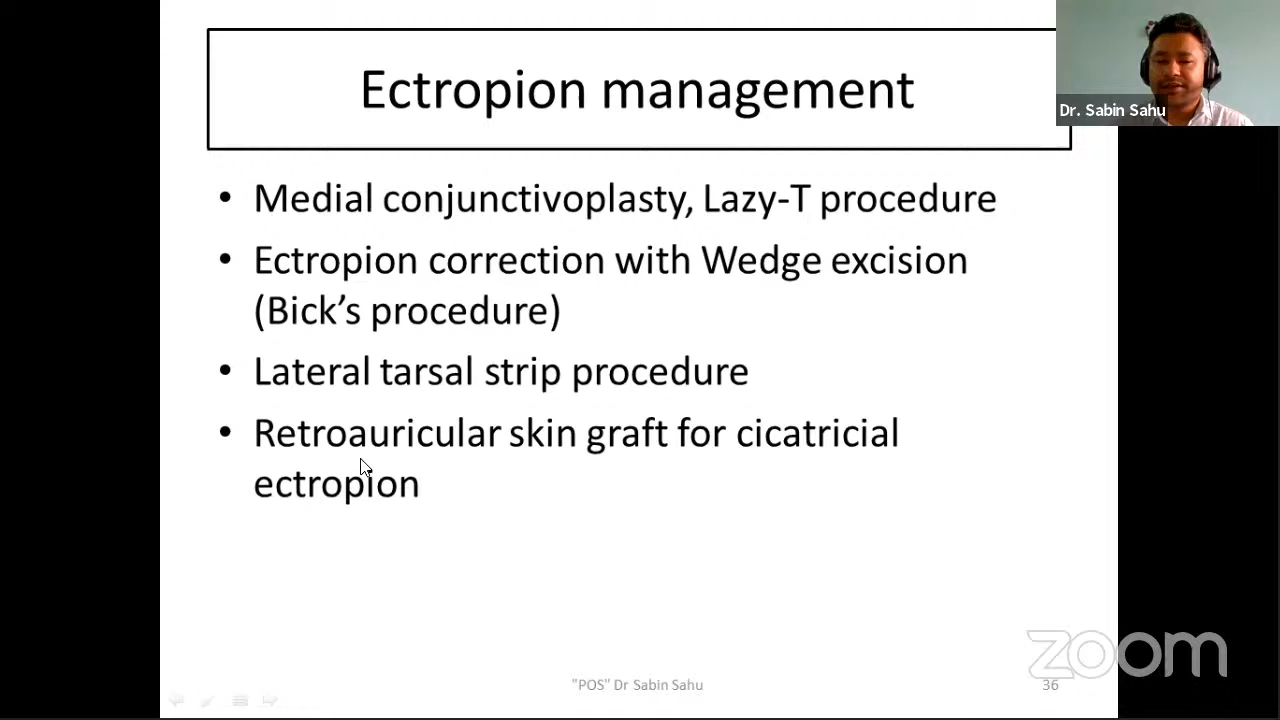 Ectropion management
Dr. Sabin Sahu
• Medial conjunctivoplasty, Lazy-T procedure
• Ectropion correction with Wedge excision
(Bick’s procedure)
• Lateral tarsal strip procedure
• Retroauricular skin graft for cicatricial
ectropion
zoom
"POS" Dr Sabin Sahu
36